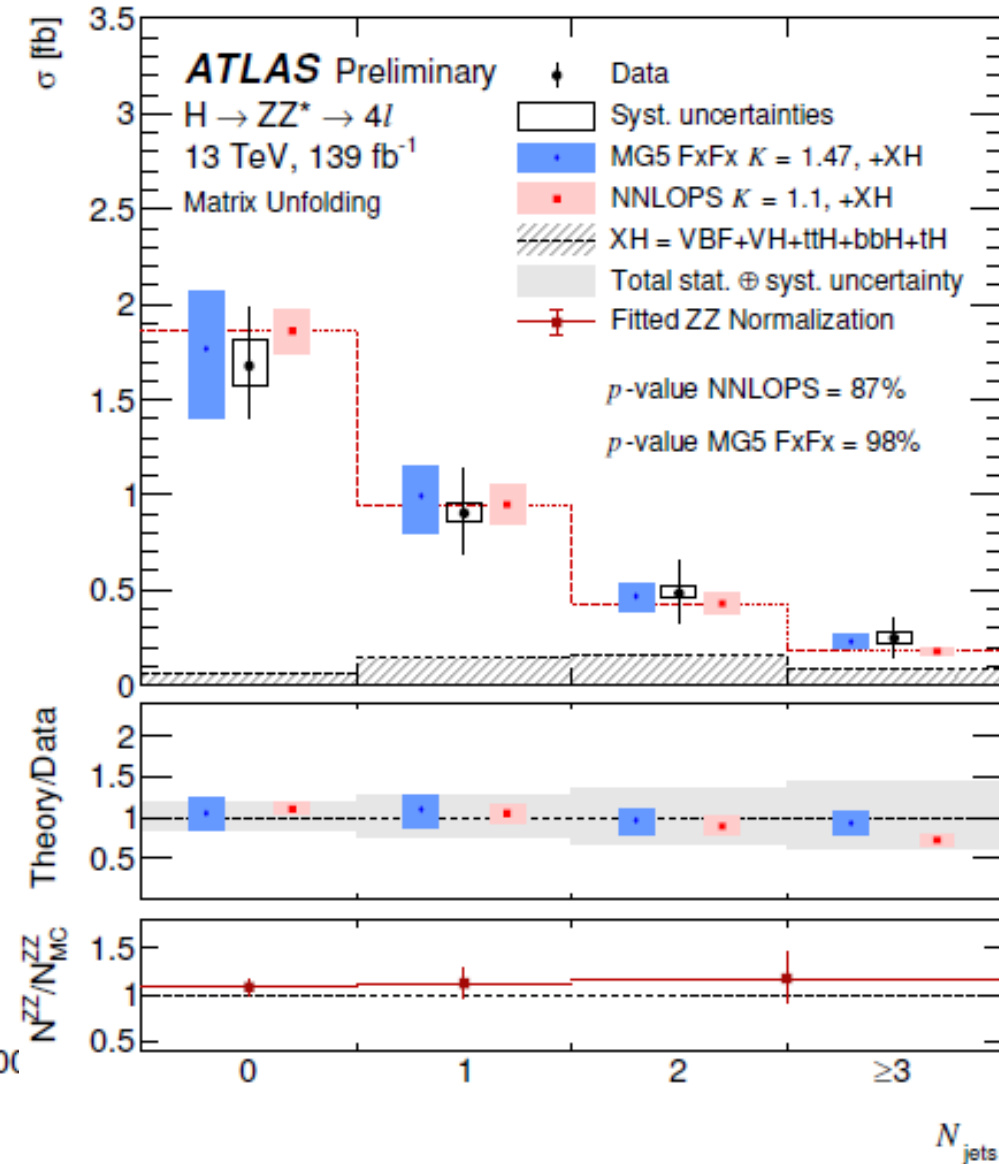 σ [fb]
3.5
3
2.5
2
1.5
1
0.5
0
ATLAS Preliminary
H → ZZ* → 4l
13 TeV, 139 fb⁻¹
Matrix Unfolding
Data
Syst. uncertainties
MG5 FxFx K = 1.47, +XH
NNLOPS K = 1.1, +XH
XH = VBF+VH+ttH+bbH+tH
Total stat. ⊕ syst. uncertainty
Fitted ZZ Normalization
p-value NNLOPS = 87%
p-value MG5 FxFx = 98%
Theory/Data
2
1.5
1
0.5
N^ZZ/N^ZZ_MC
1.5
1
0.5
0 1 2 ≥3
N_jets